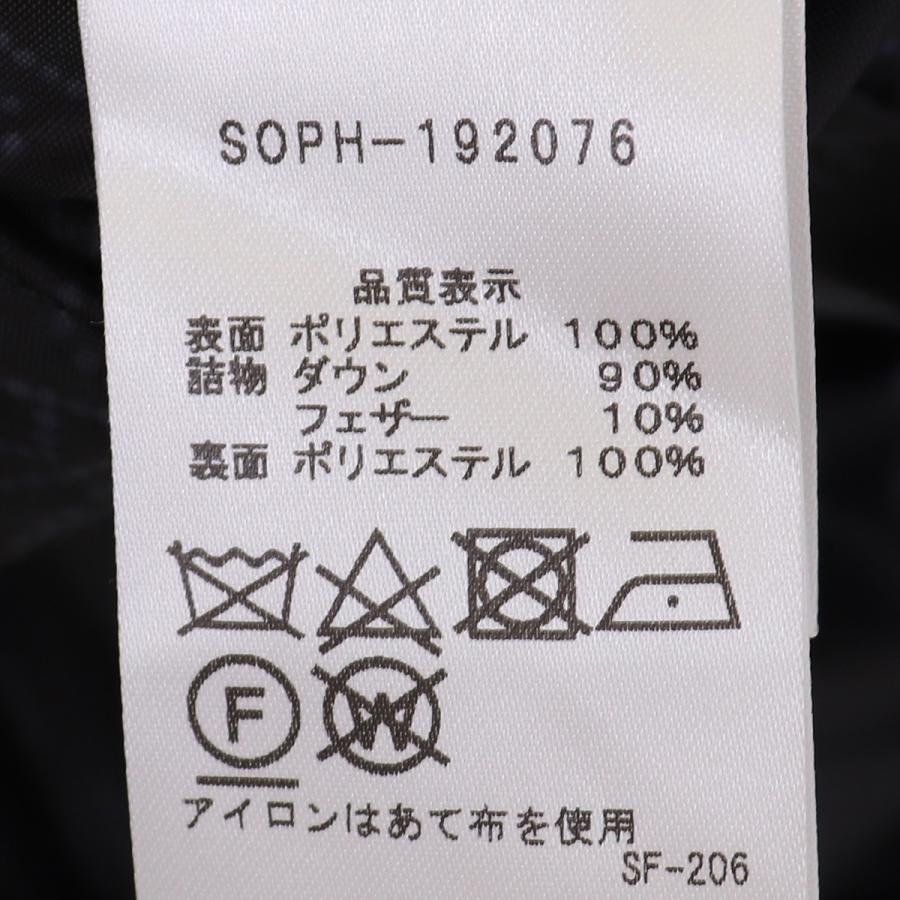 SOPH-192076
品質表示
表面 ポリエステル 100%
詰物 ダウン 90%
フェザー 10%
裏面 ポリエステル 100%
F W
アイロンはあて布を使用
SF-206